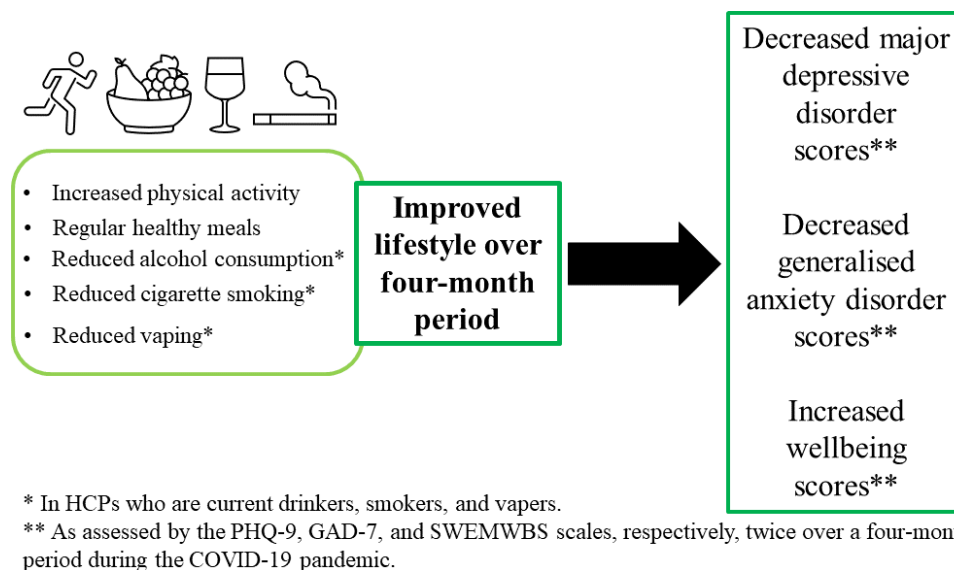 • Increased physical activity
• Regular healthy meals
• Reduced alcohol consumption*
• Reduced cigarette smoking*
• Reduced vaping*
Improved
lifestyle over
four-month
period
Decreased major
depressive
disorder
scores**
Decreased
generalised
anxiety disorder
scores**
Increased
wellbeing
scores**
* In HCPs who are current drinkers, smokers, and vapers.
** As assessed by the PHQ-9, GAD-7, and SWEMWBS scales, respectively, twice over a four-mon
period during the COVID-19 pandemic.